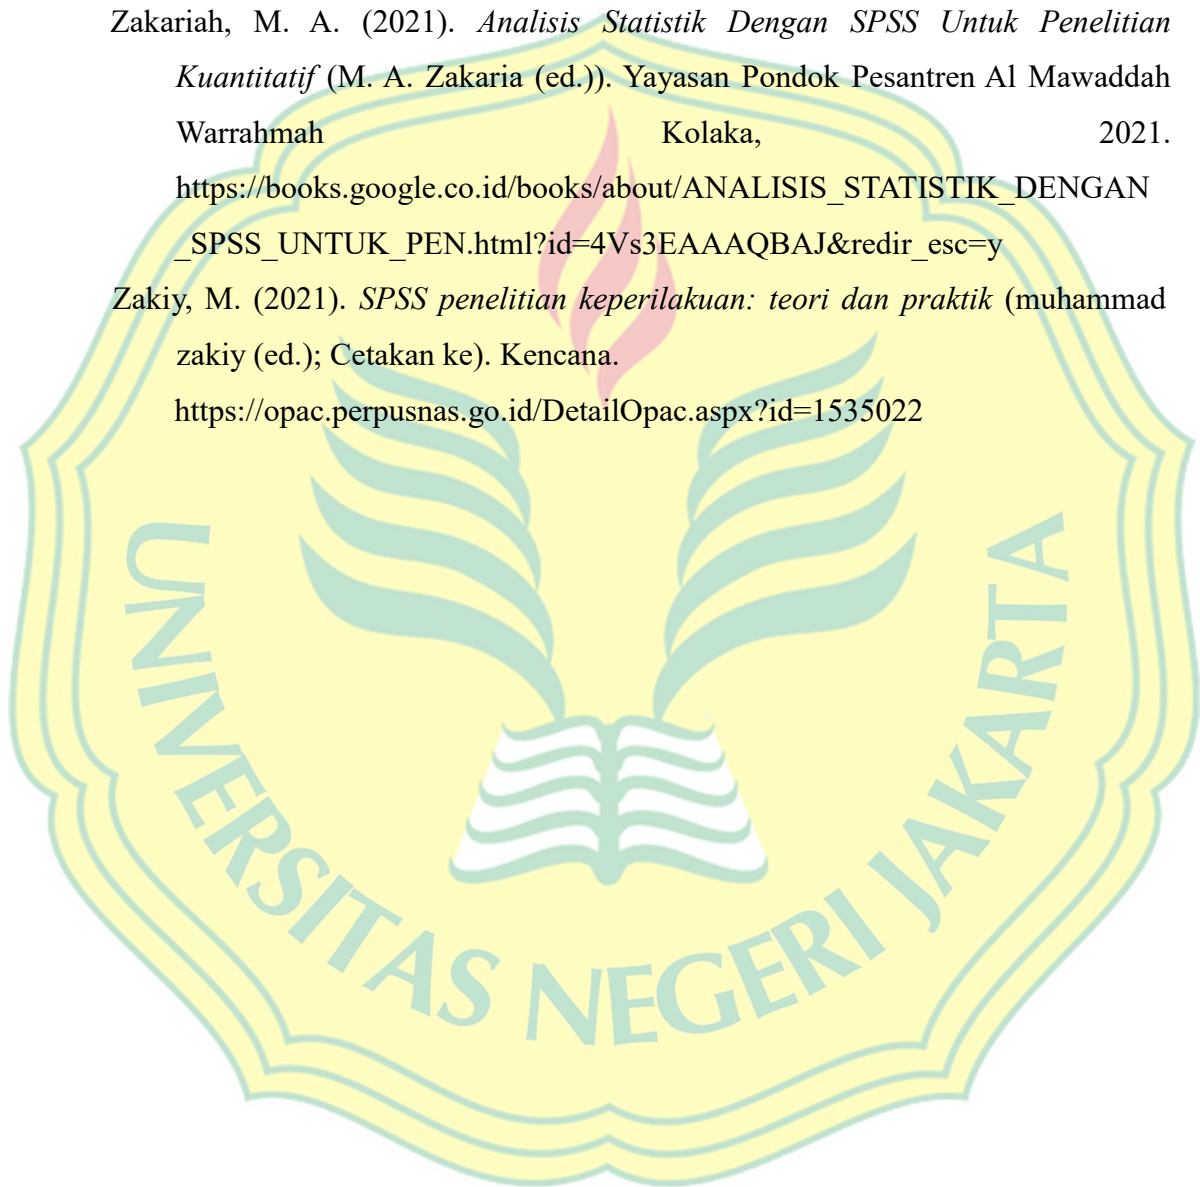 Zakariah, M. A. (2021). Analisis Statistik Dengan SPSS Untuk Penelitian
Kuantitatif (M. A. Zakaria (ed.)). Yayasan Pondok Pesantren Al Mawaddah
Warrahmah Kolaka, 2021.
https://books.google.co.id/books/about/ANALISIS_STATISTIK_DENGAN
_SPSS_UNTUK_PEN.html?id=4Vs3EAAAQBAJ&redir_esc=y
Zakiy, M. (2021). SPSS penelitian keperilakuan: teori dan praktik (muhammad
zakiy (ed.); Cetakan ke). Kencana.
https://opac.perpusnas.go.id/DetailOpac.aspx?id=1535022
UNIVERSITAS NEGERI JAKARTA